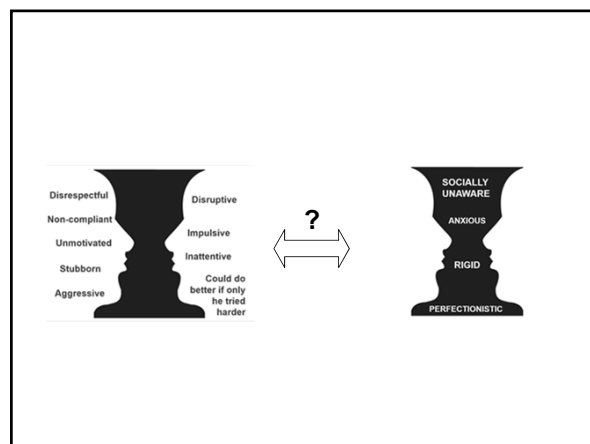 Disrespectful
Non-compliant
Unmotivated
Stubborn
Aggressive
Disruptive
Impulsive
Inattentive
Could do
better if only
he tried
harder
?
SOCIALLY
UNAWARE
ANXIOUS
RIGID
PERFECTIONISTIC